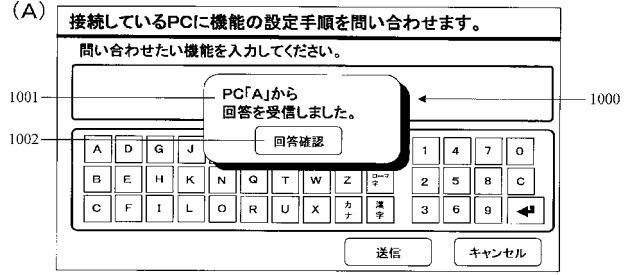 (A)
接続しているPCに機能の設定手順を問い合わせます。
問い合わせたい機能を入力してください。
1001
PC「A」から
回答を受信しました。
1000
1002
回答確認
A D G J 1 4 7 0
B E H K N Q T W Z ローマ字 2 5 8 C
C F I L O R U X カナ 漢字 3 6 9
送信 キャンセル